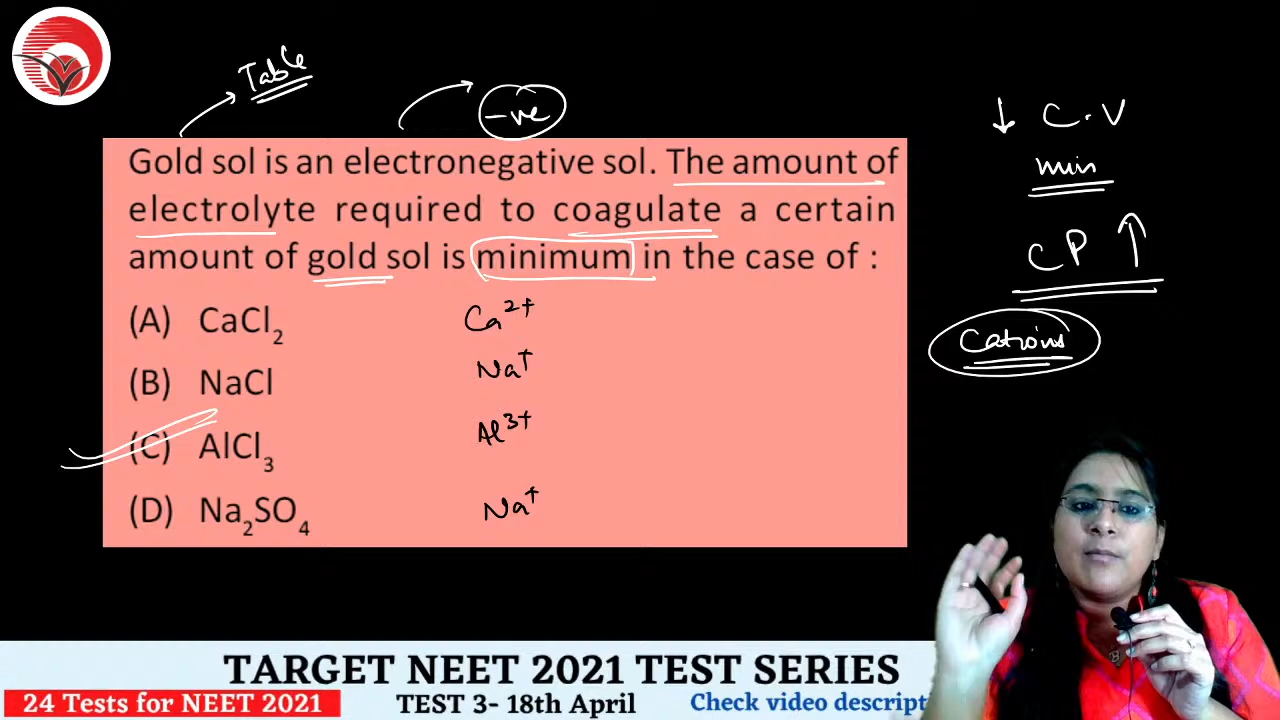 Table
-ve
↓ C.V
min
CP ↑
Cations
Gold sol is an electronegative sol. The amount of
electrolyte required to coagulate a certain
amount of gold sol is minimum in the case of :
(A) CaCl₂ Ca²⁺
(B) NaCl Na⁺
(C) AlCl₃ Al³⁺
(D) Na₂SO₄ Na⁺
TARGET NEET 2021 TEST SERIES
24 Tests for NEET 2021 TEST 3- 18th April Check video descript